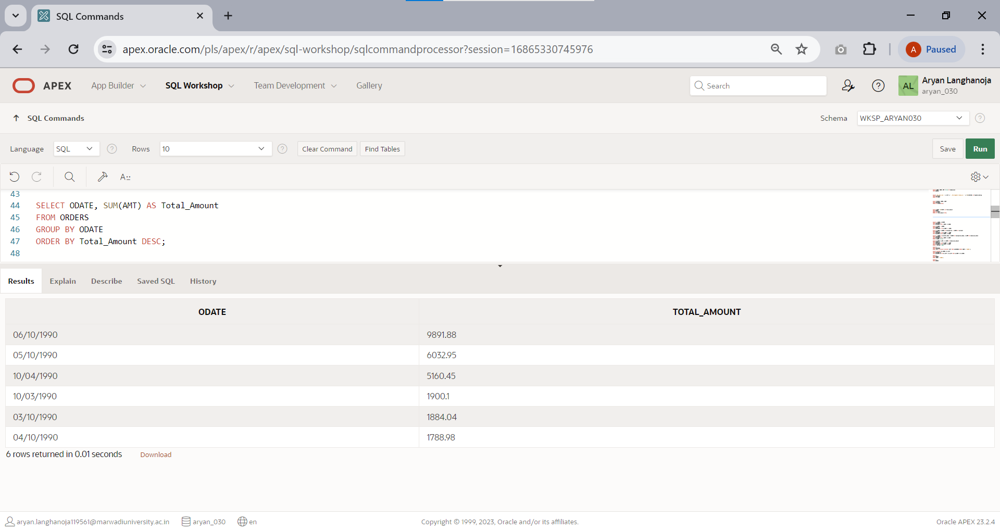 SQL Commands
apex.oracle.com/pls/apex/r/apex/sql-workshop/sqlcommandprocessor?session=16865330745976
A Paused
APEX App Builder SQL Workshop Team Development Gallery Search ? AL Aryan Langhanoja
aryan_030
SQL Commands Schema WKSP_ARYAN030 ?
Language SQL ? Rows 10 ? Clear Command Find Tables Save Run
A::
43
44 SELECT ODATE, SUM(AMT) AS Total_Amount
45 FROM ORDERS
46 GROUP BY ODATE
47 ORDER BY Total_Amount DESC;
48
Results Explain Describe Saved SQL History
ODATE TOTAL_AMOUNT
06/10/1990 9891.88
05/10/1990 6032.95
10/04/1990 5160.45
10/03/1990 1900.1
03/10/1990 1884.04
04/10/1990 1788.98
6 rows returned in 0.01 seconds Download
aryan.langhanoja119561@marwadiuniversity.ac.in aryan_030 en Copyright © 1999, 2023, Oracle and/or its affiliates. Oracle APEX 23.2.4